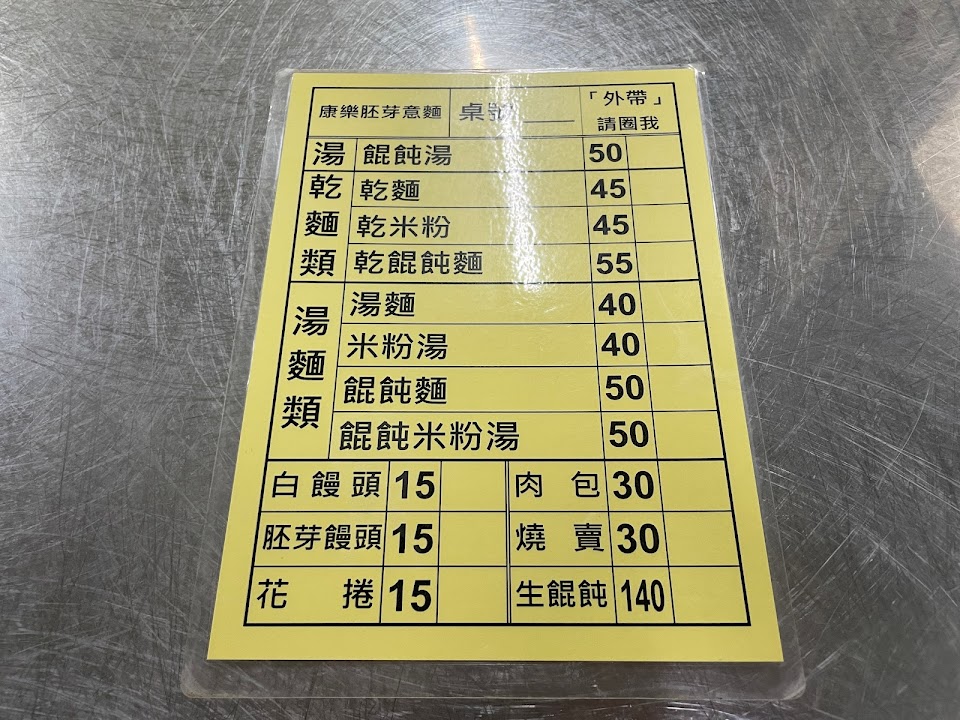 康樂胚芽意麵 桌號 「外帶」
請圈我
湯 餛飩湯 50
乾麵類 乾麵 45
乾米粉 45
乾餛飩麵 55
湯麵類 湯麵 40
米粉湯 40
餛飩麵 50
餛飩米粉湯 50
白饅頭 15 肉包 30
胚芽饅頭 15 燒賣 30
花捲 15 生餛飩 140